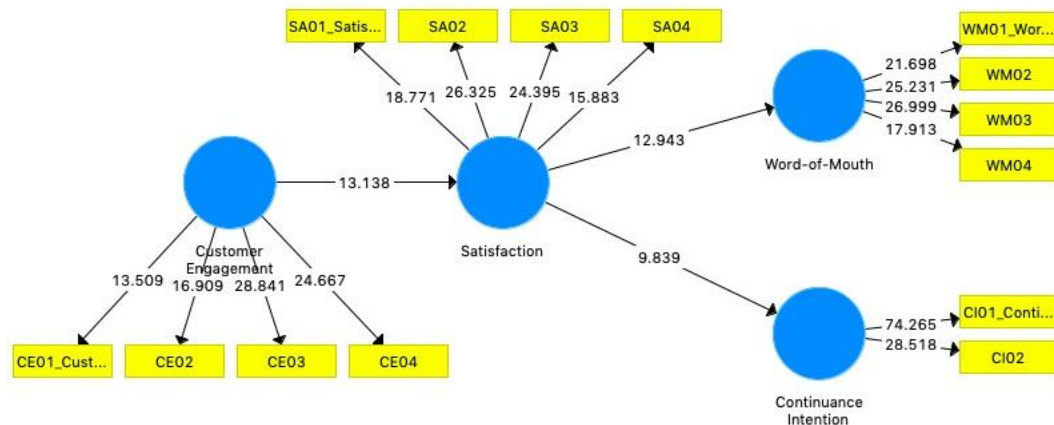 SA01_Satis...
SA02
SA03
SA04
WM01_Wor...
21.698
WM02
25.231
18.771
26.325
24.395
15.883
26.999
WM03
17.913
12.943
WM04
Word-of-Mouth
13.138
Customer
Engagement
Satisfaction
9.839
13.509
16.909
28.841
24.667
74.265
CI01_Conti...
28.518
CI02
CE01_Cust...
CE02
CE03
CE04
Continuance
Intention